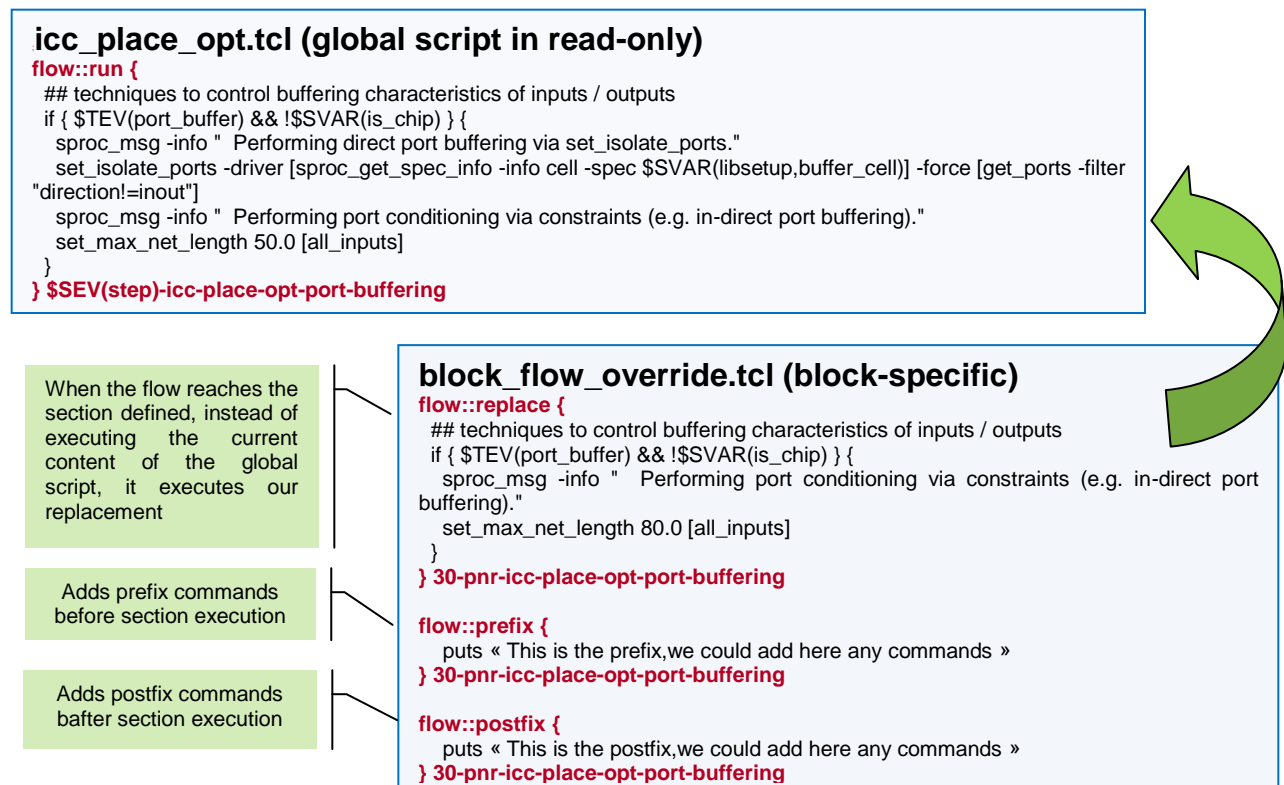 icc_place_opt.tcl (global script in read-only)
flow::run {
## techniques to control buffering characteristics of inputs / outputs
if { $TEV(port_buffer) && !$SVAR(is_chip) } {
sproc_msg -info " Performing direct port buffering via set_isolate_ports."
set_isolate_ports -driver [sproc_get_spec_info -info cell -spec $SVAR(libsetup,buffer_cell)] -force [get_ports -filter
"direction!=inout"]
sproc_msg -info " Performing port conditioning via constraints (e.g. in-direct port buffering)."
set_max_net_length 50.0 [all_inputs]
}
} $SEV(step)-icc-place-opt-port-buffering
When the flow reaches the
section defined, instead of
executing the current
content of the global
script, it executes our
replacement
Adds prefix commands
before section execution
Adds postfix commands
bafter section execution
block_flow_override.tcl (block-specific)
flow::replace {
## techniques to control buffering characteristics of inputs / outputs
if { $TEV(port_buffer) && !$SVAR(is_chip) } {
sproc_msg -info " Performing port conditioning via constraints (e.g. in-direct port
buffering)."
set_max_net_length 80.0 [all_inputs]
}
} 30-pnr-icc-place-opt-port-buffering
flow::prefix {
puts « This is the prefix,we could add here any commands »
} 30-pnr-icc-place-opt-port-buffering
flow::postfix {
puts « This is the postfix,we could add here any commands »
} 30-pnr-icc-place-opt-port-buffering